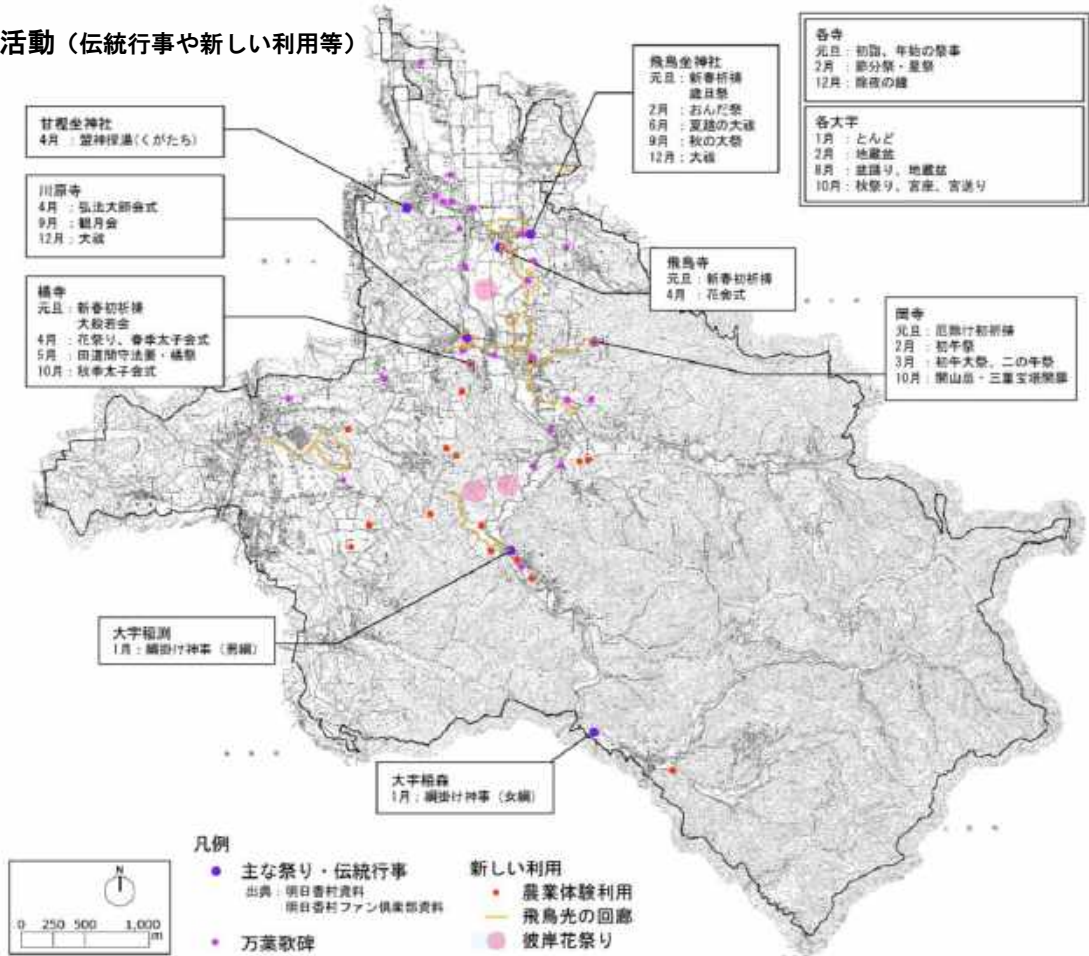 活動（伝統行事や新しい利用等）
各寺
元旦：初詣、年始の祭事
2月：節分祭・星祭
12月：除夜の鐘
各大字
1月：とんど
2月：地蔵盆
8月：盆踊り、地蔵盆
10月：秋祭り、宮座、宮送り
飛鳥坐神社
元旦：新春祈祷
歳旦祭
2月：おんだ祭
6月：夏越の大祓
9月：秋の大祭
12月：大祓
甘樫坐神社
4月：盟神探湯(くがたち)
川原寺
4月：弘法大師会式
9月：観月会
12月：大祓
橘寺
元旦：新春初祈祷
大般若会
4月：花祭り、春季太子会式
5月：田道間守法要・橘祭
10月：秋季太子会式
飛鳥寺
元旦：新春初祈祷
4月：花会式
岡寺
元旦：厄除け初祈祷
2月：初午祭
3月：初午大祭、二の午祭
10月：開山忌・三重宝塔開扉
大字稲渕
1月：綱掛け神事（男綱）
大字栢森
1月：綱掛け神事（女綱）
凡例
主な祭り・伝統行事
出典：明日香村資料
明日香村ファン倶楽部資料
万葉歌碑
新しい利用
農業体験利用
飛鳥光の回廊
彼岸花祭り
N
0 250 500 1,000
m